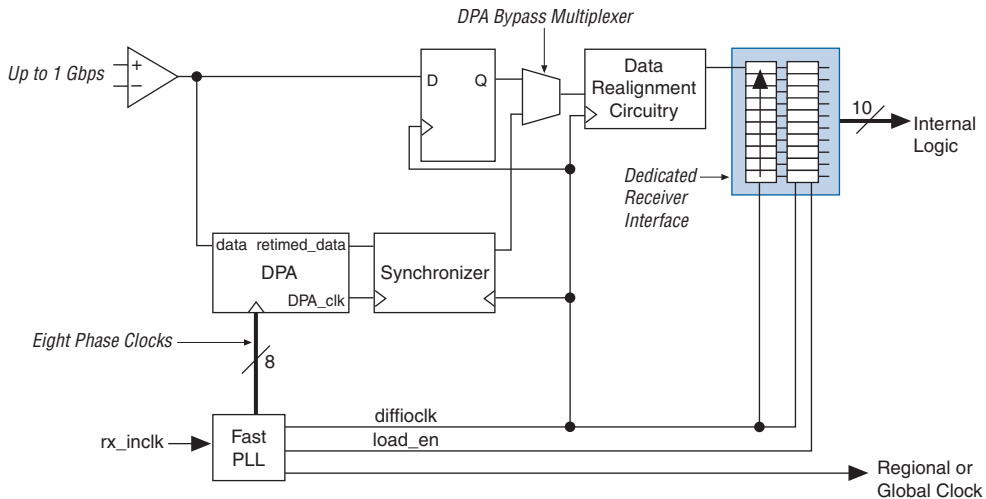 DPA Bypass Multiplexer
Up to 1 Gbps
+
−
D Q
Data
Realignment
Circuitry
10
Internal
Logic
Dedicated
Receiver
Interface
data retimed_data
DPA
DPA_clk
Synchronizer
Eight Phase Clocks
8
rx_inclk
Fast
PLL
diffioclk
load_en
Regional or
Global Clock